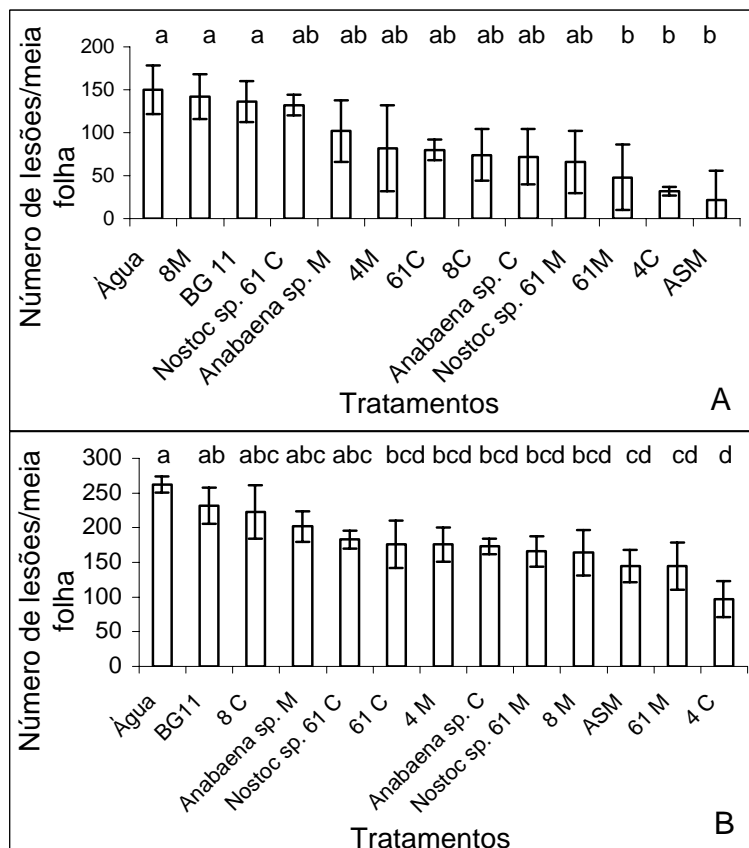 200
150
100
50
0
a a a ab ab ab ab ab ab ab b b b
Número de lesões/meia
folha
Àgua
8M
BG 11
Nostoc sp. 61 C
Anabaena sp. M
4M
61C
8C
Anabaena sp. C
Nostoc sp. 61 M
61M
4C
ASM
Tratamentos
A
300
250
200
150
100
50
0
a ab abc abc abc bcd bcd bcd bcd bcd cd cd d
Número de lesões/meia
folha
Àgua
BG11
8 C
Anabaena sp. M
Nostoc sp. 61 C
61 C
4 M
Anabaena sp. C
Nostoc sp. 61 M
8 M
ASM
61 M
4 C
Tratamentos
B